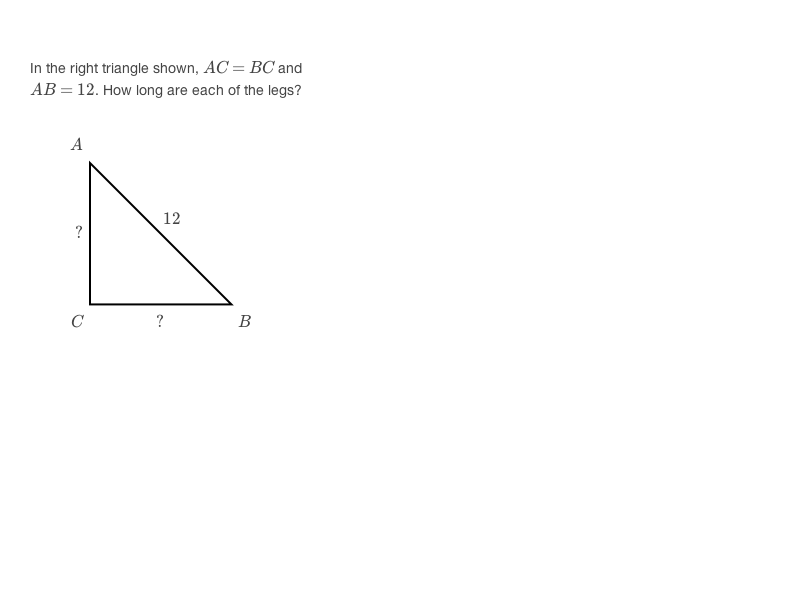 In the right triangle shown, AC = BC and
AB = 12. How long are each of the legs?
A
12
?
C
?
B